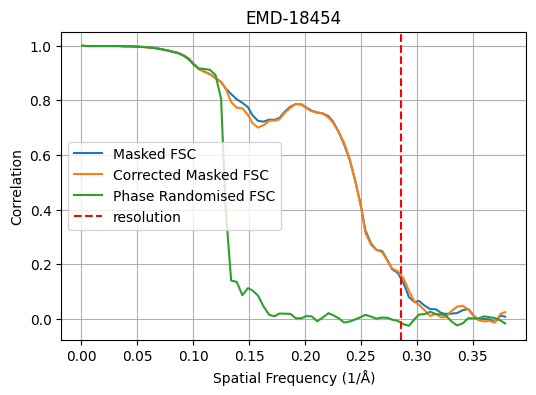 EMD-18454
1.0
0.8
0.6
0.4
0.2
0.0
Correlation
Masked FSC
Corrected Masked FSC
Phase Randomised FSC
resolution
0.00 0.05 0.10 0.15 0.20 0.25 0.30 0.35
Spatial Frequency (1/Å)